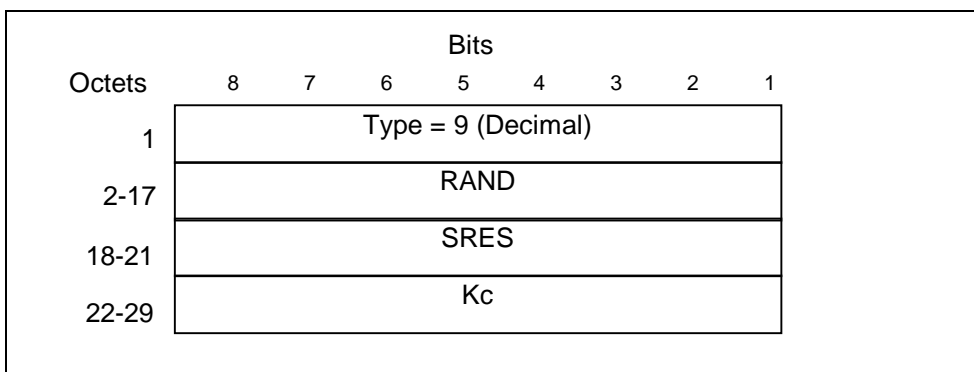 Bits
Octets 8 7 6 5 4 3 2 1
1 Type = 9 (Decimal)
2-17 RAND
18-21 SRES
22-29 Kc